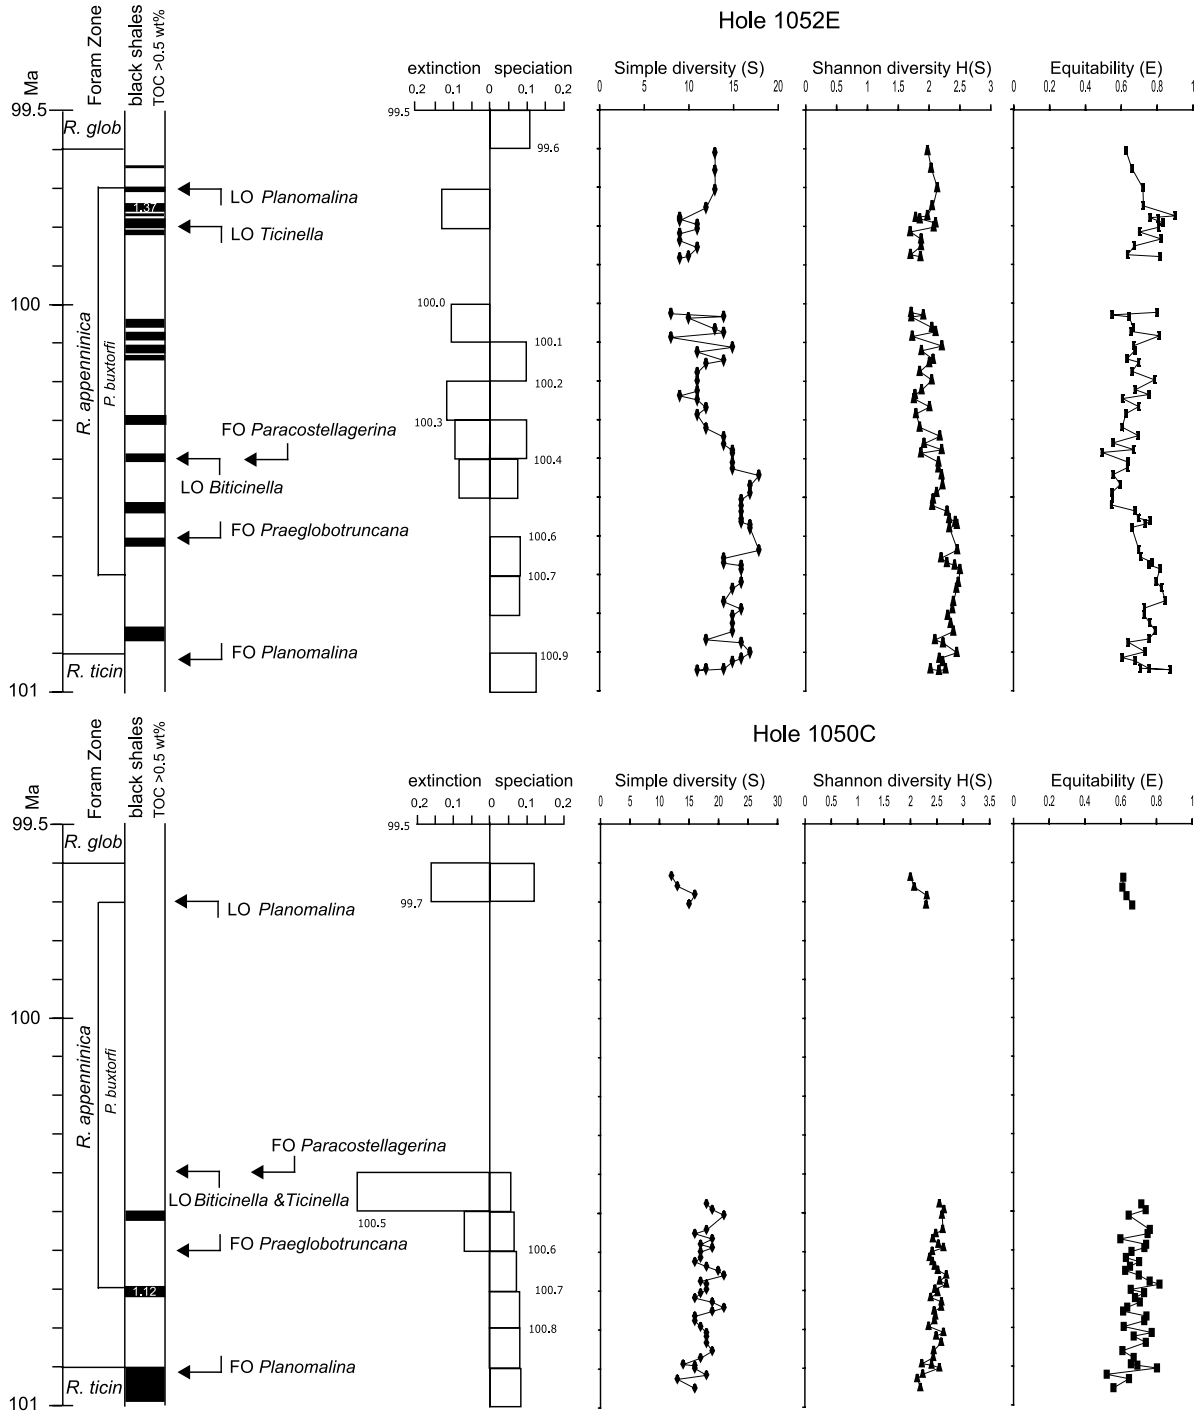 Hole 1052E
Ma
Foram Zone
black shales
TOC >0.5 wt%
extinction speciation
0.2 0.1 0 0.1 0.2
Simple diversity (S)
0 5 10 15 20
Shannon diversity H(S)
0 0.5 1 1.5 2 2.5 3
Equitability (E)
0 0.2 0.4 0.6 0.8 1
99.5
100
101
R. glob
R. appenninica
P. buxtorfi
R. ticin
1.37
LO Planomalina
LO Ticinella
FO Paracostellagerina
LO Biticinella
FO Praeglobotruncana
FO Planomalina
99.5
99.6
100.0
100.1
100.2
100.3
100.4
100.6
100.7
100.9
Hole 1050C
Ma
Foram Zone
black shales
TOC >0.5 wt%
extinction speciation
0.2 0.1 0 0.1 0.2
Simple diversity (S)
0 5 10 15 20 25 30
Shannon diversity H(S)
0 0.5 1 1.5 2 2.5 3 3.5
Equitability (E)
0 0.2 0.4 0.6 0.8 1
99.5
100
101
R. glob
R. appenninica
P. buxtorfi
R. ticin
1.12
LO Planomalina
FO Paracostellagerina
LO Biticinella &Ticinella
FO Praeglobotruncana
FO Planomalina
99.5
99.7
100.5
100.6
100.7
100.8